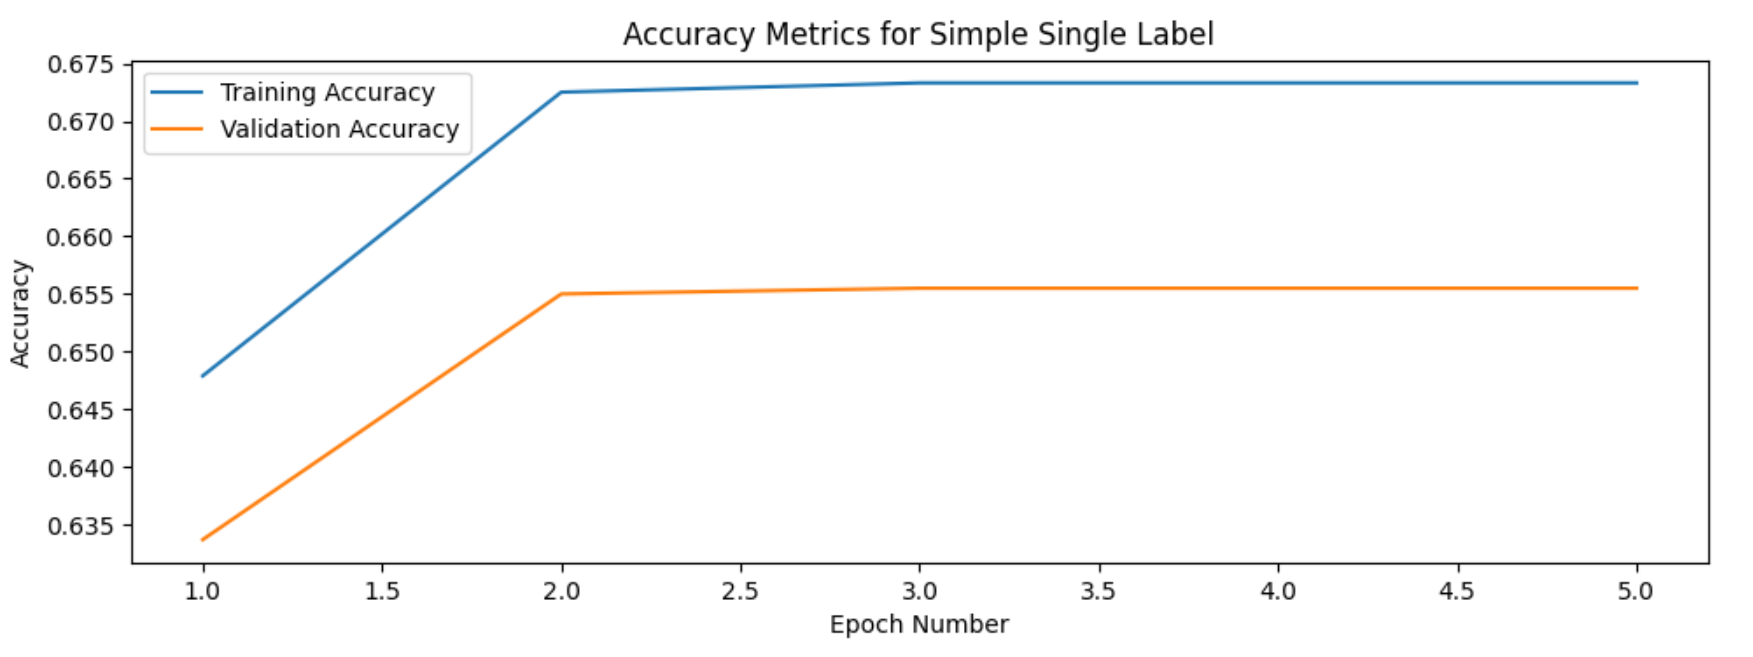 Accuracy Metrics for Simple Single Label
Training Accuracy
Validation Accuracy
0.675
0.670
0.665
0.660
0.655
0.650
0.645
0.640
0.635
Accuracy
1.0 1.5 2.0 2.5 3.0 3.5 4.0 4.5 5.0
Epoch Number